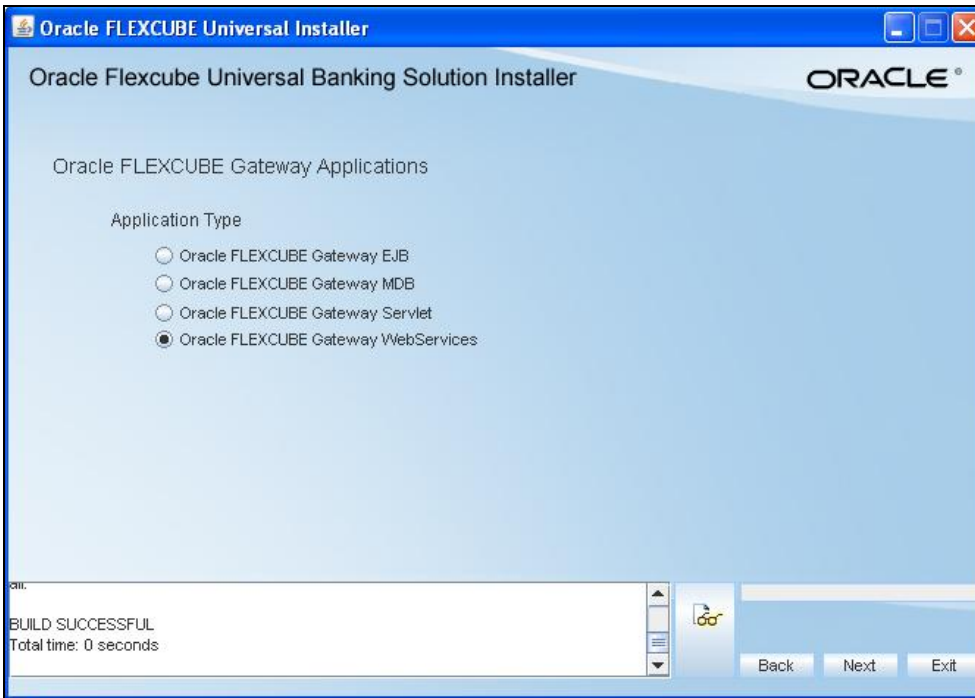 Oracle FLEXCUBE Universal Installer
Oracle Flexcube Universal Banking Solution Installer
ORACLE®
Oracle FLEXCUBE Gateway Applications
Application Type
Oracle FLEXCUBE Gateway EJB
Oracle FLEXCUBE Gateway MDB
Oracle FLEXCUBE Gateway Servlet
Oracle FLEXCUBE Gateway WebServices
BUILD SUCCESSFUL
Total time: 0 seconds
Back Next Exit